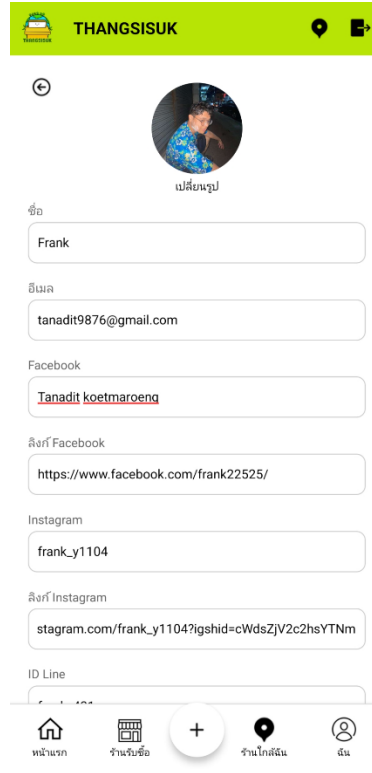 THANGSISUK
THANGSISUK
เปลี่ยนรูป
ชื่อ
Frank
อีเมล
tanadit9876@gmail.com
Facebook
Tanadit koetmaroeng
ลิงก์ Facebook
https://www.facebook.com/frank22525/
Instagram
frank_y1104
ลิงก์ Instagram
stagram.com/frank_y1104?igshid=cWdsZjV2c2hsYTNm
ID Line
หน้าแรก
ร้านรับซื้อ
+
ร้านใกล้ฉัน
ฉัน